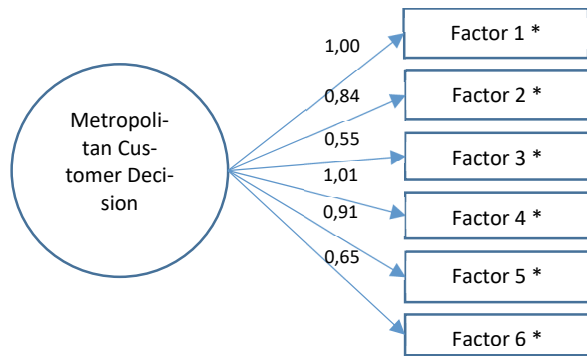 Metropoli-
tan Cus-
tomer Deci-
sion
1,00
0,84
0,55
1,01
0,91
0,65
Factor 1 *
Factor 2 *
Factor 3 *
Factor 4 *
Factor 5 *
Factor 6 *